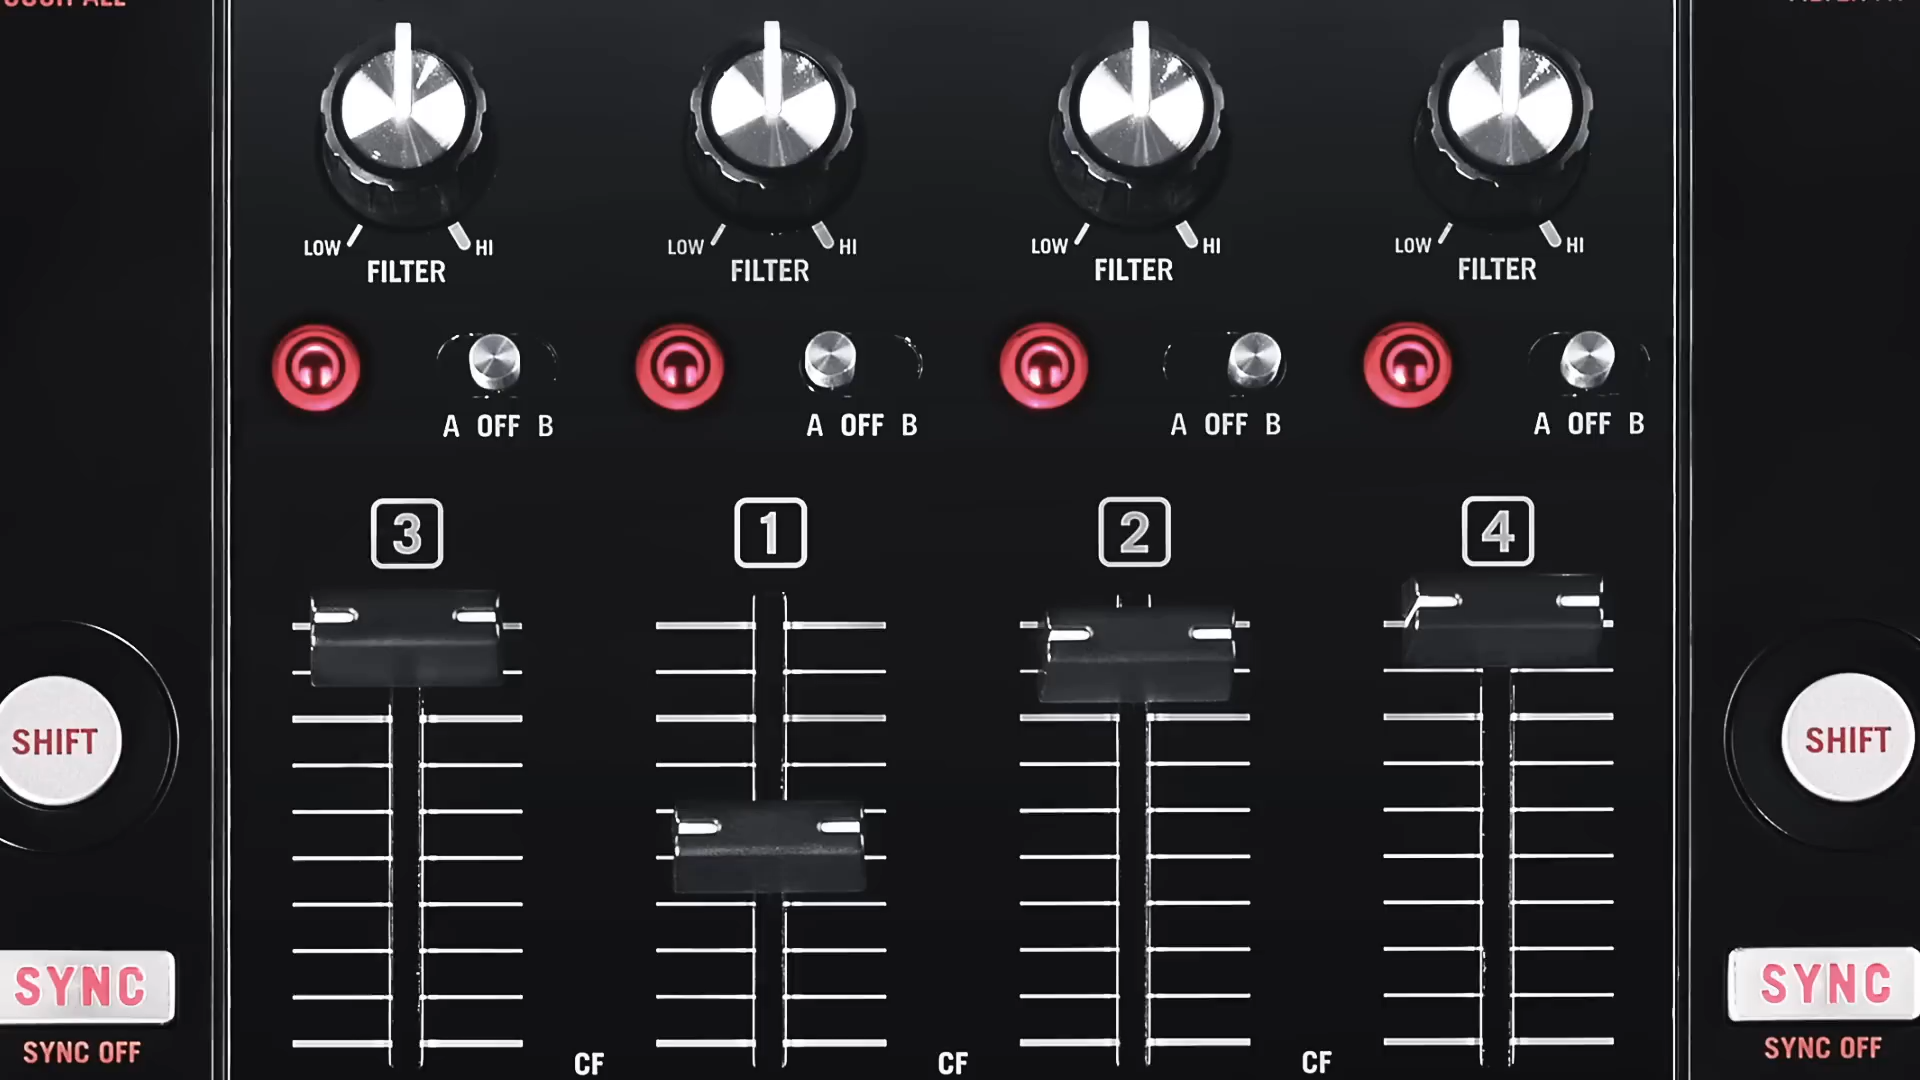 LOW HI LOW HI LOW HI LOW HI
FILTER FILTER FILTER FILTER
A OFF B A OFF B A OFF B A OFF B
3 1 2 4
SHIFT SHIFT
SYNC SYNC
SYNC OFF SYNC OFF
CF CF CF